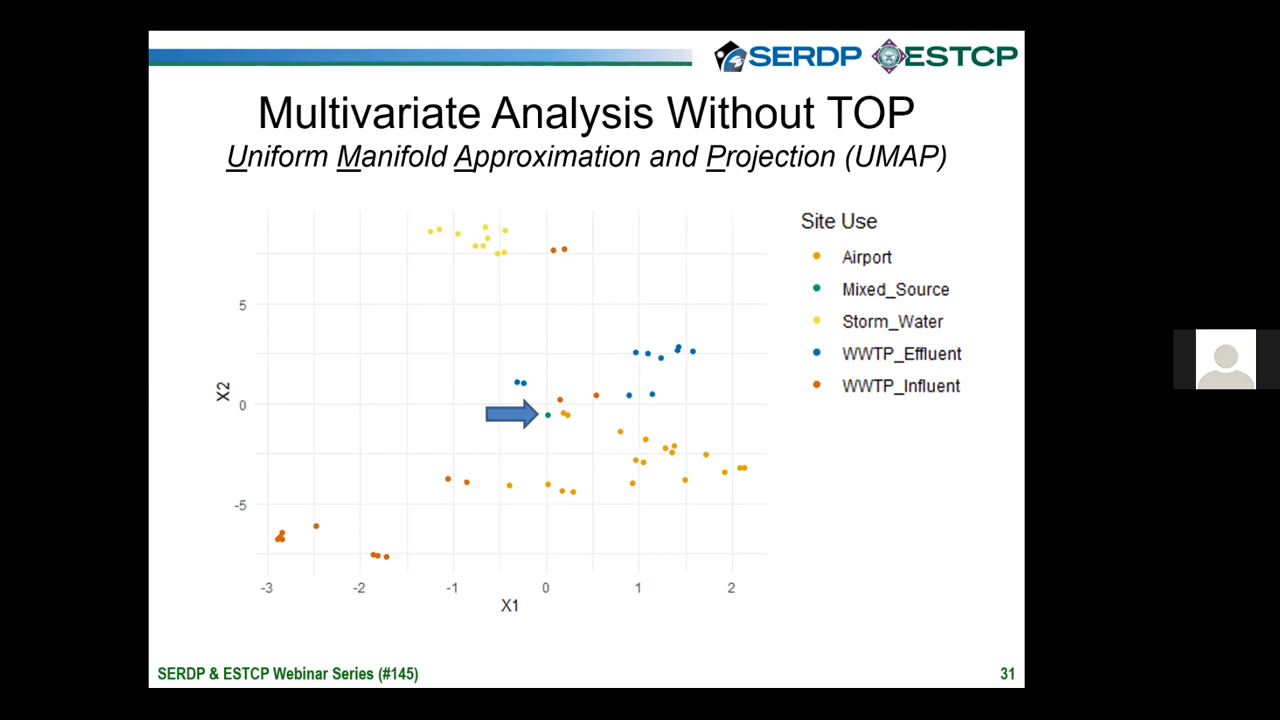 SERDP ESTCP
Multivariate Analysis Without TOP
Uniform Manifold Approximation and Projection (UMAP)
Site Use
Airport
Mixed_Source
Storm_Water
WWTP_Effluent
WWTP_Influent
X2
5
0
-5
-3 -2 -1 0 1 2
X1
SERDP & ESTCP Webinar Series (#145)
31